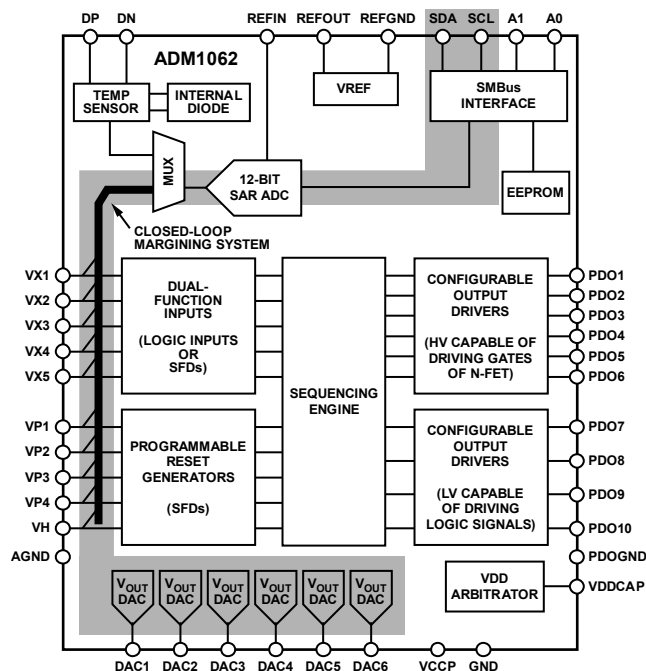 DP DN REFIN REFOUT REFGND SDA SCL A1 A0
ADM1062
TEMP
SENSOR
INTERNAL
DIODE
VREF
SMBus
INTERFACE
MUX
12-BIT
SAR ADC
EEPROM
CLOSED-LOOP
MARGINING SYSTEM
VX1
VX2
VX3
VX4
VX5
DUAL-
FUNCTION
INPUTS
(LOGIC INPUTS
OR
SFDs)
SEQUENCING
ENGINE
CONFIGURABLE
OUTPUT
DRIVERS
(HV CAPABLE OF
DRIVING GATES
OF N-FET)
PDO1
PDO2
PDO3
PDO4
PDO5
PDO6
VP1
VP2
VP3
VP4
VH
AGND
PROGRAMMABLE
RESET
GENERATORS
(SFDs)
CONFIGURABLE
OUTPUT
DRIVERS
(LV CAPABLE
OF DRIVING
LOGIC SIGNALS)
PDO7
PDO8
PDO9
PDO10
PDOGND
VDDCAP
VDD
ARBITRATOR
VOUT
DAC
VOUT
DAC
VOUT
DAC
VOUT
DAC
VOUT
DAC
VOUT
DAC
DAC1 DAC2 DAC3 DAC4 DAC5 DAC6 VCCP GND